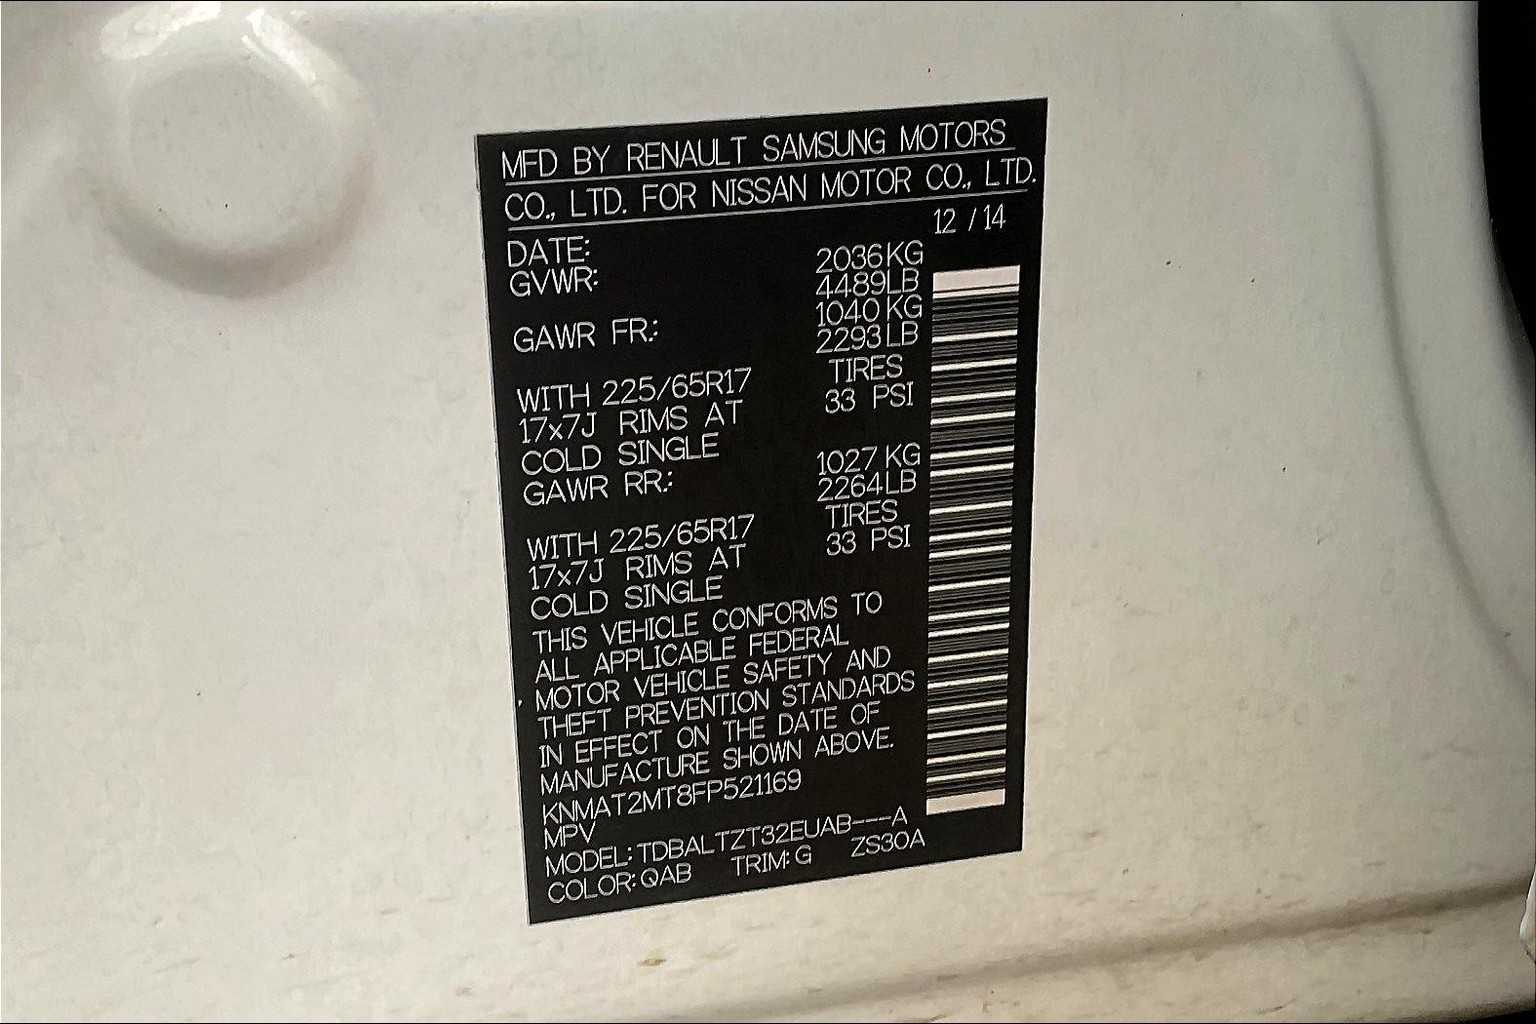 MFD BY RENAULT SAMSUNG MOTORS
CO., LTD. FOR NISSAN MOTOR CO., LTD.
DATE: 12 / 14
GVWR: 2036KG
4489LB
GAWR FR.: 1040 KG
2293LB
WITH 225/65R17 TIRES
17x7J RIMS AT 33 PSI
COLD SINGLE
GAWR RR.: 1027 KG
2264LB
WITH 225/65R17 TIRES
17x7J RIMS AT 33 PSI
COLD SINGLE
THIS VEHICLE CONFORMS TO
ALL APPLICABLE FEDERAL
MOTOR VEHICLE SAFETY AND
THEFT PREVENTION STANDARDS
IN EFFECT ON THE DATE OF
MANUFACTURE SHOWN ABOVE.
KNMAT2MT8FP521169
MPV
MODEL: TDBALTZT32EUAB---A
COLOR: QAB TRIM: G ZS30A